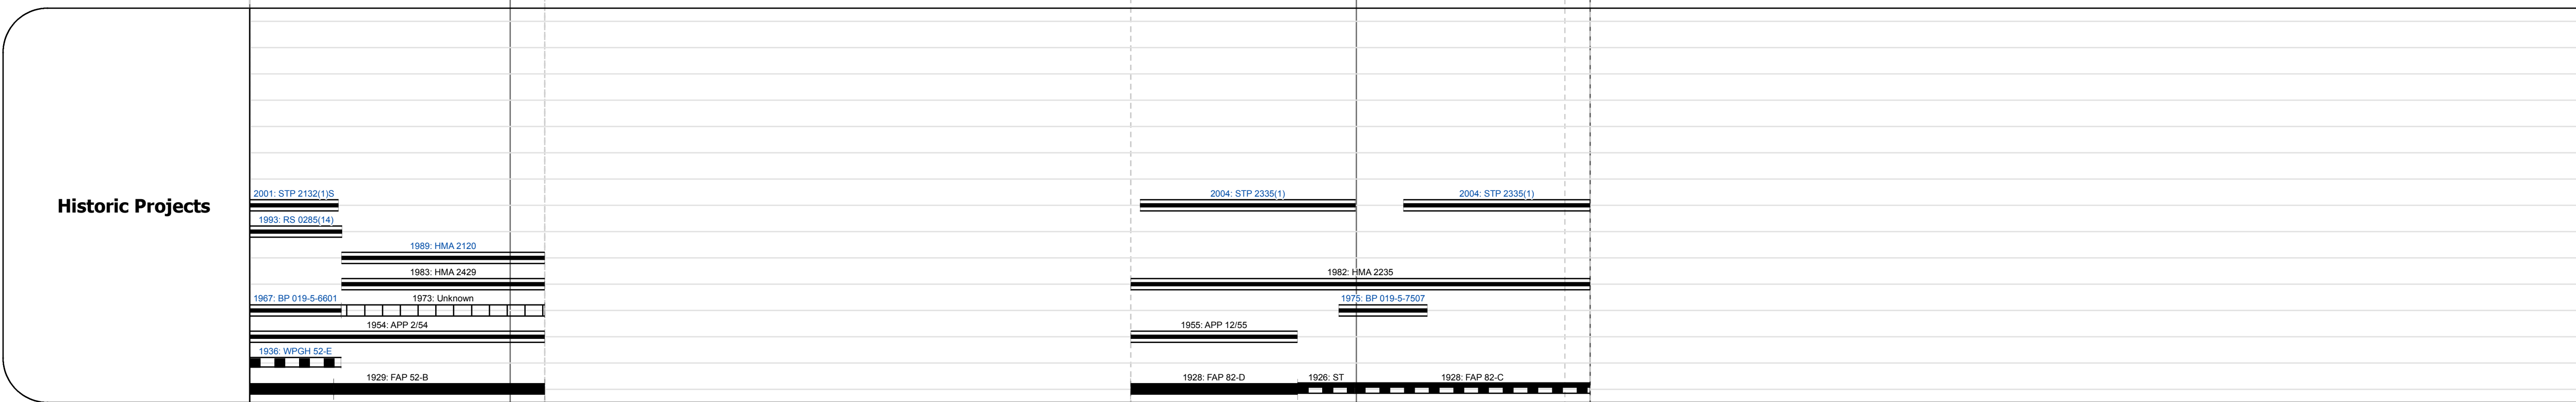 2001: STP 2132(1)S
2004: STP 2335(1)
2004: STP 2335(1)
Historic Projects
1993: RS 0285(14)
1989: HMA 2120
1983: HMA 2429
1982: HMA 2235
1967: BP 019-5-6601
1973: Unknown
1975: BP 019-5-7507
1954: APP 2/54
1955: APP 12/55
1936: WPGH 52-E
1929: FAP 52-B
1928: FAP 82-D
1926: ST
1928: FAP 82-C